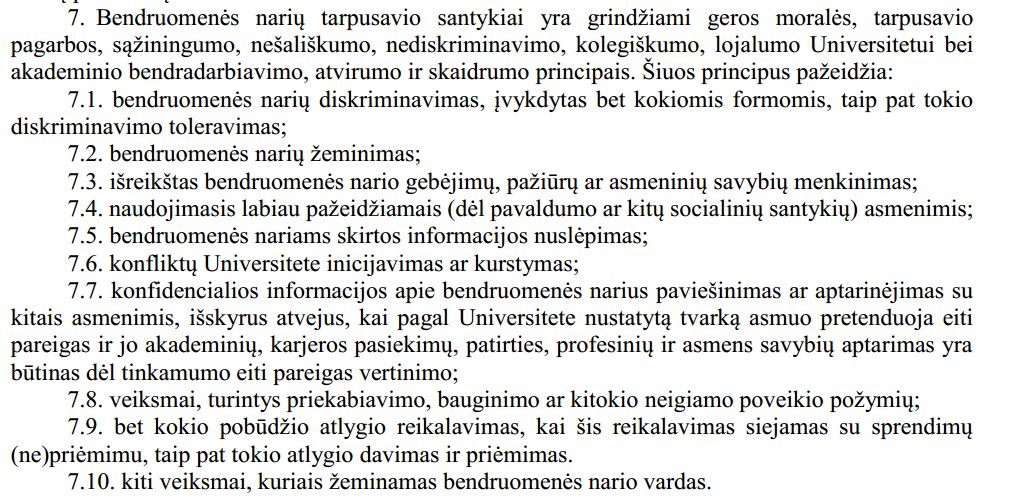 7. Bendruomenės narių tarpusavio santykiai yra grindžiami geros moralės, tarpusavio
pagarbos, sąžiningumo, nešališkumo, nediskriminavimo, kolegiškumo, lojalumo Universitetui bei
akademinio bendradarbiavimo, atvirumo ir skaidrumo principais. Šiuos principus pažeidžia:
7.1. bendruomenės narių diskriminavimas, įvykdytas bet kokiomis formomis, taip pat tokio
diskriminavimo toleravimas;
7.2. bendruomenės narių žeminimas;
7.3. išreikštas bendruomenės nario gebėjimų, pažiūrų ar asmeninių savybių menkinimas;
7.4. naudojimasis labiau pažeidžiamais (dėl pavaldumo ar kitų socialinių santykių) asmenimis;
7.5. bendruomenės nariams skirtos informacijos nuslėpimas;
7.6. konfliktų Universitete inicijavimas ar kurstymas;
7.7. konfidencialios informacijos apie bendruomenės narius paviešinimas ar aptarinėjimas su
kitais asmenimis, išskyrus atvejus, kai pagal Universitete nustatytą tvarką asmuo pretenduoja eiti
pareigas ir jo akademinių, karjeros pasiekimų, patirties, profesinių ir asmens savybių aptarimas yra
būtinas dėl tinkamumo eiti pareigas vertinimo;
7.8. veiksmai, turintys priekabiavimo, bauginimo ar kitokio neigiamo poveikio požymių;
7.9. bet kokio pobūdžio atlygio reikalavimas, kai šis reikalavimas siejamas su sprendimų
(ne)priėmimu, taip pat tokio atlygio davimas ir priėmimas.
7.10. kiti veiksmai, kuriais žeminamas bendruomenės nario vardas.